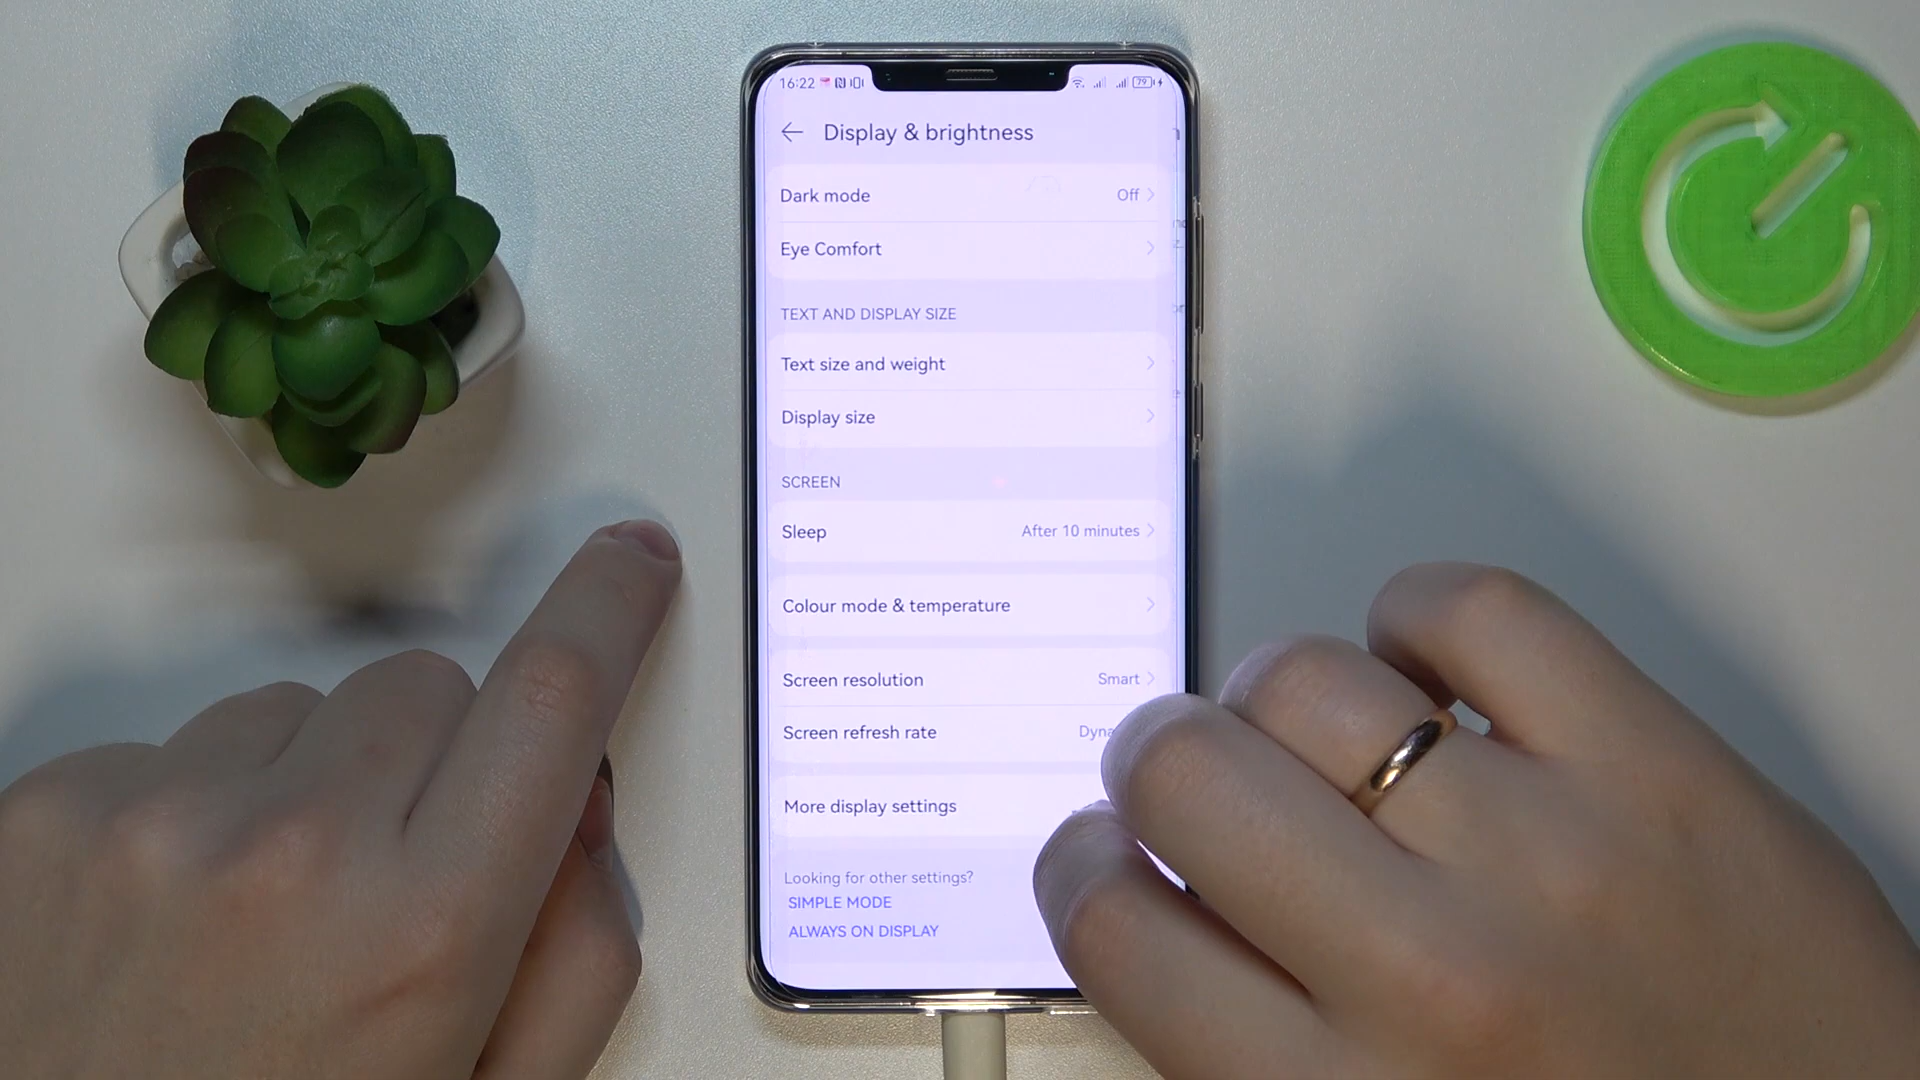 16:22 79
Display & brightness
Dark mode Off
Eye Comfort
TEXT AND DISPLAY SIZE
Text size and weight
Display size
SCREEN
Sleep After 10 minutes
Colour mode & temperature
Screen resolution Smart
Screen refresh rate
More display settings
Looking for other settings?
SIMPLE MODE
ALWAYS ON DISPLAY